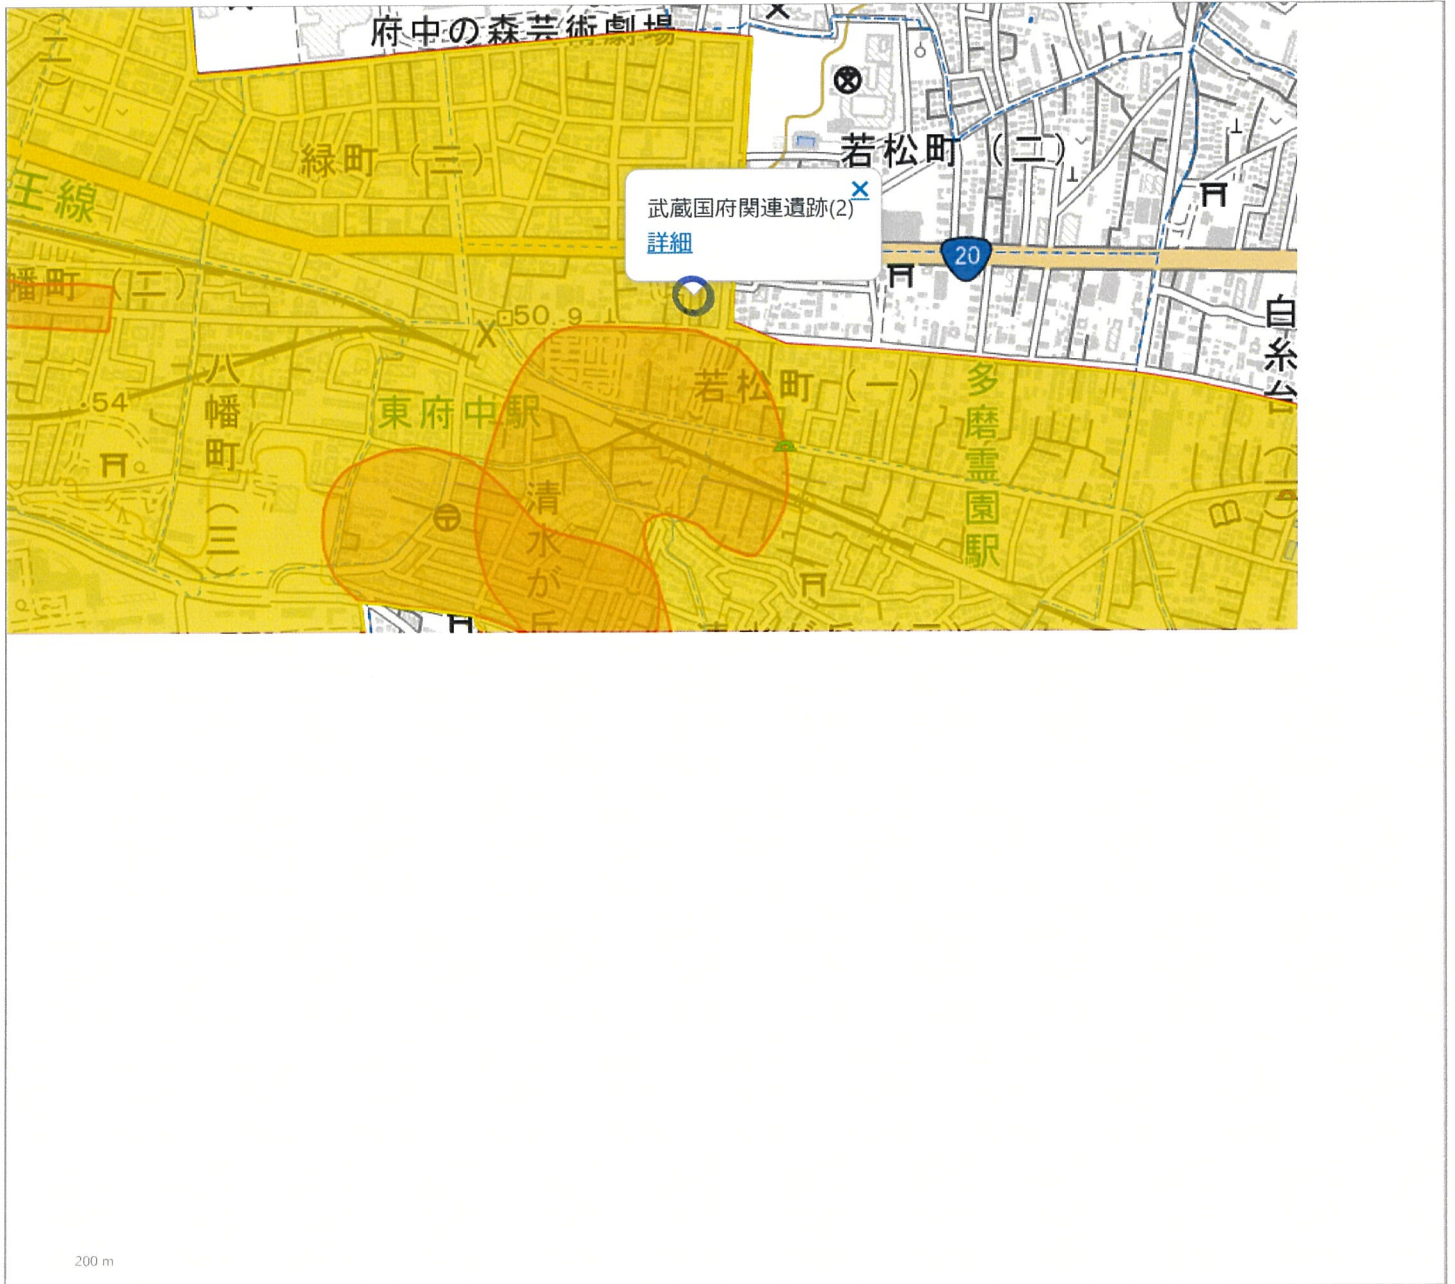 府中の森芸術劇場
(二)
緑町 (三)
若松町 (二)
王線
武蔵国府関連遺跡(2)
×
詳細
20
幡町 (二)
50.9
白糸台
八幡町 (三)
.54
東府中駅
若松町 (一)
多磨霊園駅
清水が丘
200 m